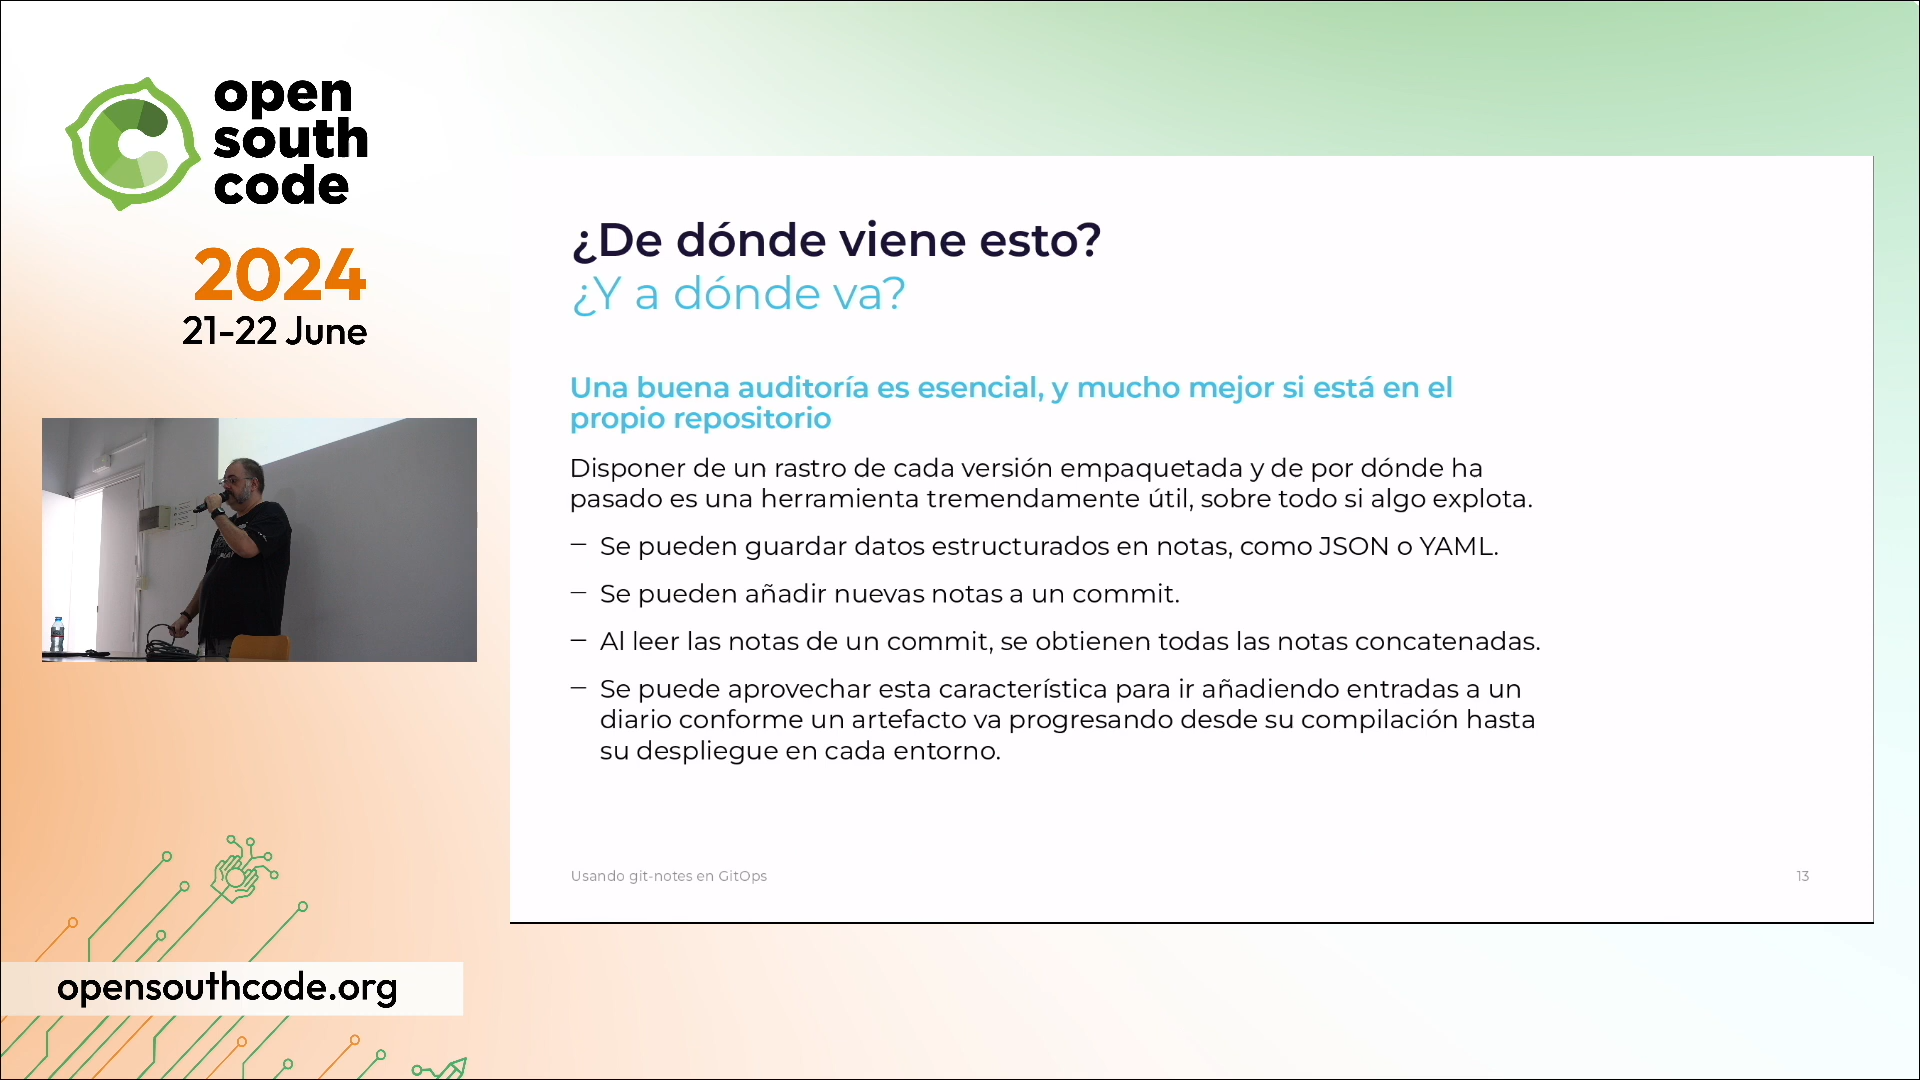 open
south
code
2024
21-22 June
¿De dónde viene esto?
¿Y a dónde va?
Una buena auditoría es esencial, y mucho mejor si está en el
propio repositorio
Disponer de un rastro de cada versión empaquetada y de por dónde ha
pasado es una herramienta tremendamente útil, sobre todo si algo explota.
– Se pueden guardar datos estructurados en notas, como JSON o YAML.
– Se pueden añadir nuevas notas a un commit.
– Al leer las notas de un commit, se obtienen todas las notas concatenadas.
– Se puede aprovechar esta característica para ir añadiendo entradas a un
diario conforme un artefacto va progresando desde su compilación hasta
su despliegue en cada entorno.
Usando git-notes en GitOps
13
opensouthcode.org